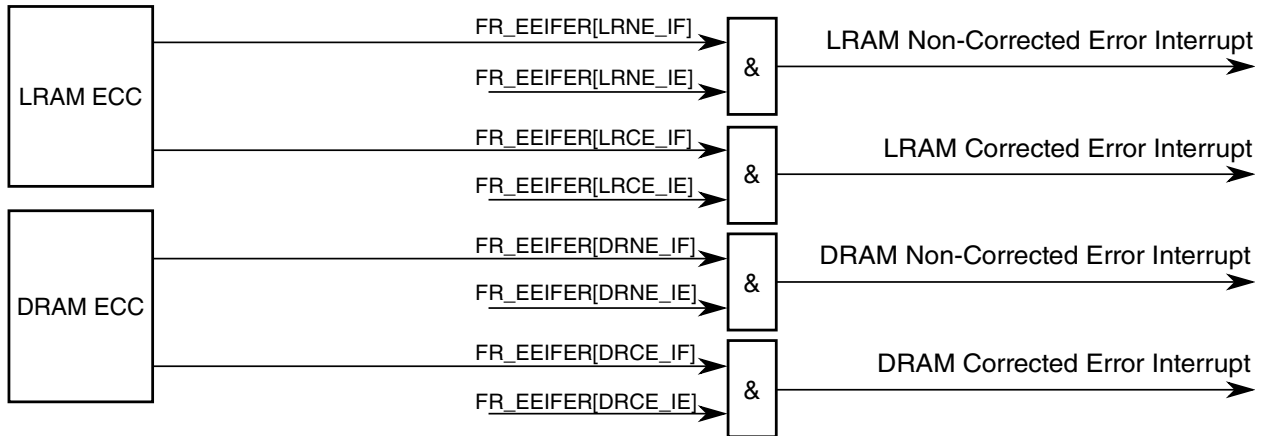 FR_EEIFER[LRNE_IF]
LRAM Non-Corrected Error Interrupt
&
FR_EEIFER[LRNE_IE]
LRAM ECC
FR_EEIFER[LRCE_IF]
LRAM Corrected Error Interrupt
&
FR_EEIFER[LRCE_IE]
FR_EEIFER[DRNE_IF]
DRAM Non-Corrected Error Interrupt
&
FR_EEIFER[DRNE_IE]
DRAM ECC
FR_EEIFER[DRCE_IF]
DRAM Corrected Error Interrupt
&
FR_EEIFER[DRCE_IE]